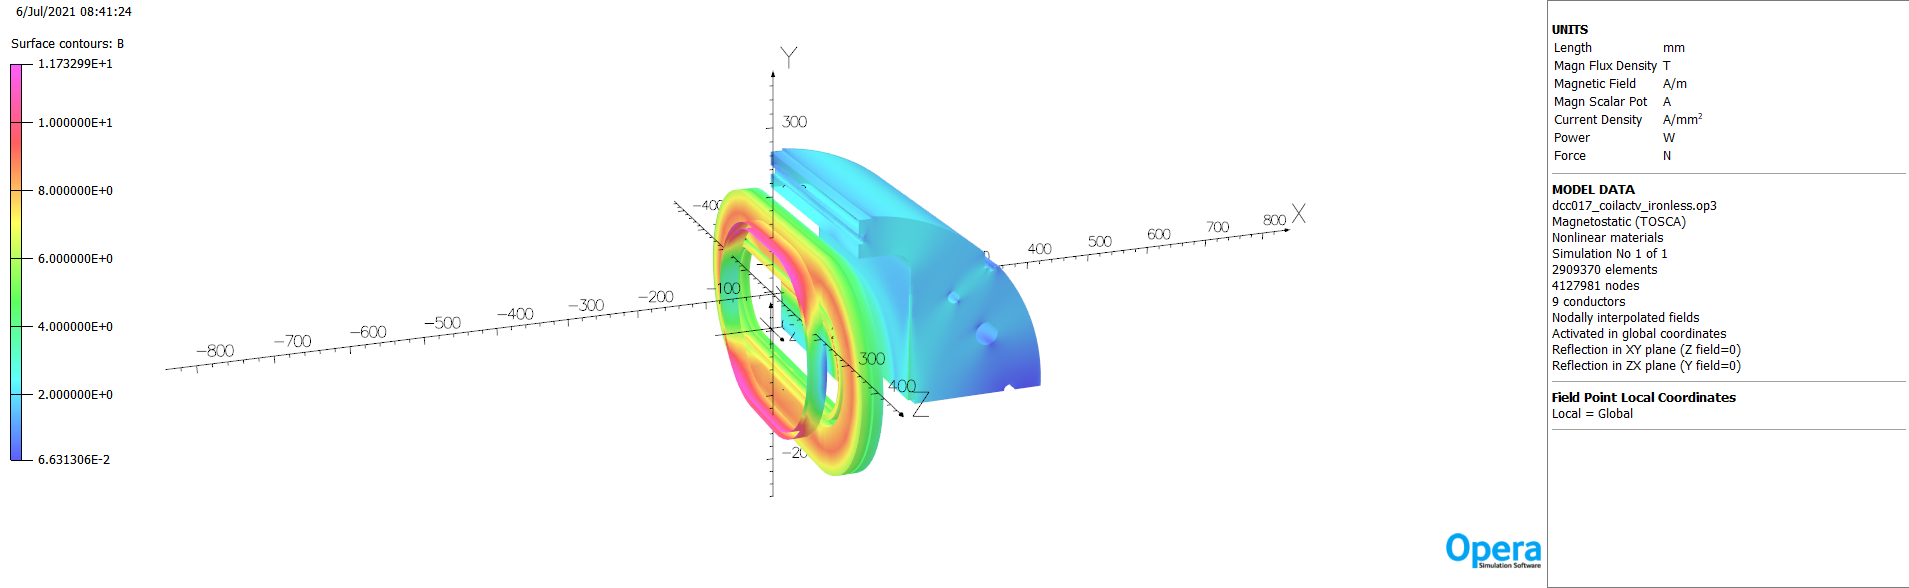 6/Jul/2021 08:41:24
Surface contours: B
1.173299E+1
1.000000E+1
8.000000E+0
6.000000E+0
4.000000E+0
2.000000E+0
6.631306E-2
Y
300
-400
-100
-200
-300
-400
-500
-600
-700
-800
400
500
600
700
800
X
Z
300
400
Z
-20
Opera
Simulation Software
UNITS
Length mm
Magn Flux Density T
Magnetic Field A/m
Magn Scalar Pot A
Current Density A/mm²
Power W
Force N
MODEL DATA
dcc017_coilactv_ironless.op3
Magnetostatic (TOSCA)
Nonlinear materials
Simulation No 1 of 1
2909370 elements
4127981 nodes
9 conductors
Nodally interpolated fields
Activated in global coordinates
Reflection in XY plane (Z field=0)
Reflection in ZX plane (Y field=0)
Field Point Local Coordinates
Local = Global